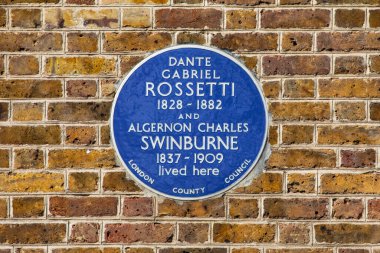 DANTE
GABRIEL
ROSSETTI
1828 - 1882
AND
ALGERNON CHARLES
SWINBURNE
1837 - 1909
lived here
LONDON COUNTY COUNCIL